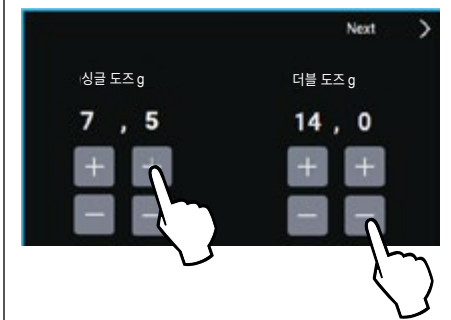 Next
싱글 도즈 g
더블 도즈 g
7 , 5
14 , 0
+ + + +
- - - -